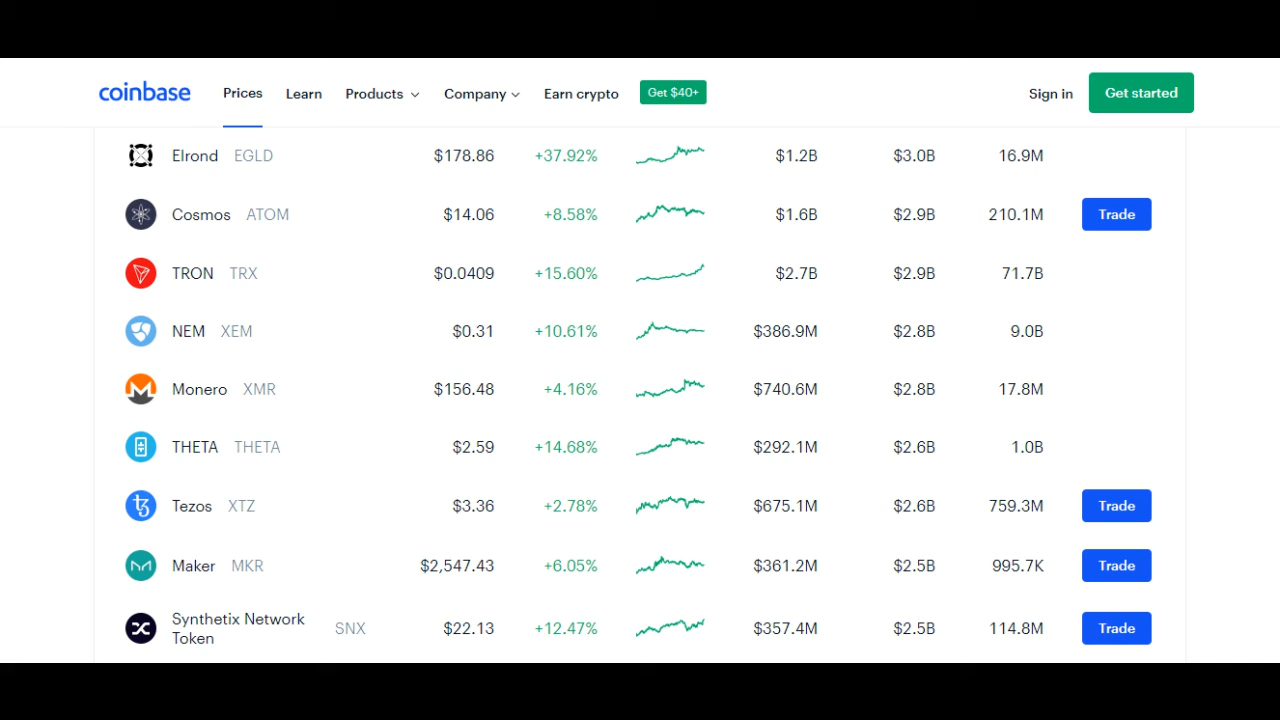 coinbase Prices Learn Products Company Earn crypto Get $40+ Sign in Get started
Elrond EGLD $178.86 +37.92% $1.2B $3.0B 16.9M
Cosmos ATOM $14.06 +8.58% $1.6B $2.9B 210.1M Trade
TRON TRX $0.0409 +15.60% $2.7B $2.9B 71.7B
NEM XEM $0.31 +10.61% $386.9M $2.8B 9.0B
Monero XMR $156.48 +4.16% $740.6M $2.8B 17.8M
THETA THETA $2.59 +14.68% $292.1M $2.6B 1.0B
Tezos XTZ $3.36 +2.78% $675.1M $2.6B 759.3M Trade
Maker MKR $2,547.43 +6.05% $361.2M $2.5B 995.7K Trade
Synthetix Network
Token SNX $22.13 +12.47% $357.4M $2.5B 114.8M Trade